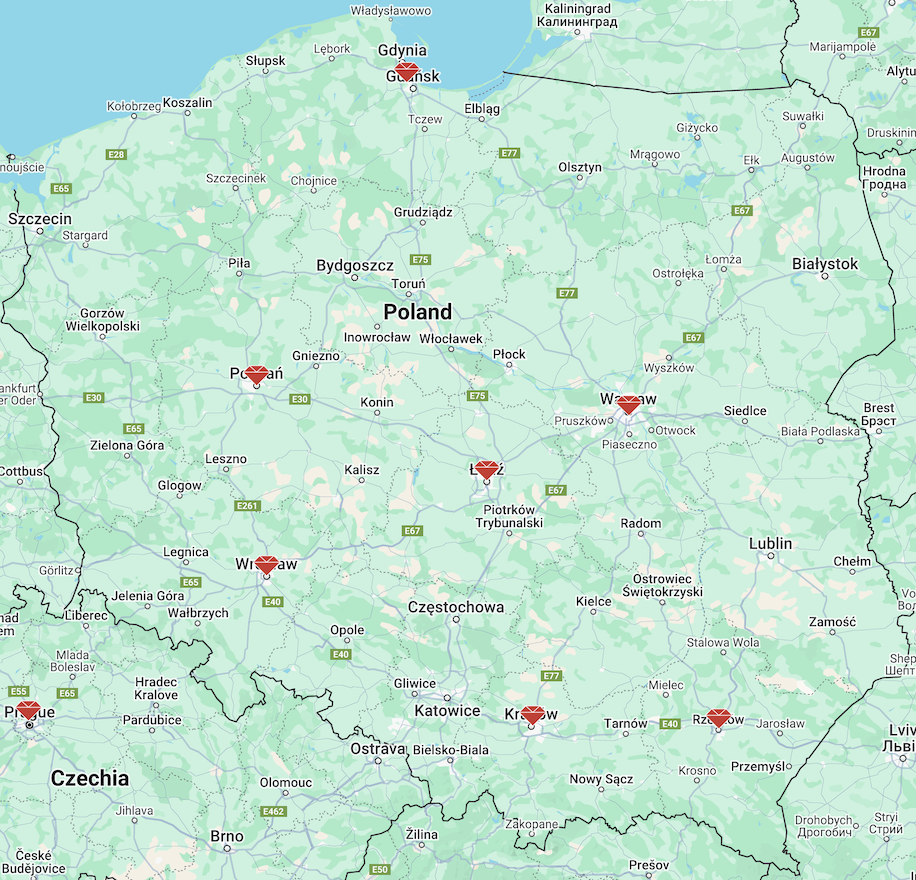 Władysławowo
Kaliningrad
Калининград
E67
Marijampolė
Lębork
Gdynia
Słupsk
Gdańsk
Alytu
Kołobrzeg
Koszalin
Elbląg
Tczew
Suwałki
Giżycko
Druskinin
E28
E77
Mrągowo
Ełk
Augustów
noujście
Olsztyn
Hrodna
Гродна
E65
Szczecinek
Chojnice
Szczecin
Grudziądz
E67
Stargard
Piła
Bydgoszcz
E75
Łomża
Białystok
Ostrołęka
Toruń
E77
Gorzów
Wielkopolski
Poland
Inowrocław
Włocławek
E67
Gniezno
Płock
Wyszków
Poznań
ankfurt
er Oder
E30
E30
Konin
E75
Warsaw
Siedlce
Brest
Брэст
Pruszków
Otwock
Biała Podlaska
Piaseczno
E65
Zielona Góra
Leszno
Kalisz
Łódź
Cottbus
Glogow
E67
E261
Piotrków
Trybunalski
Radom
E67
Lublin
Legnica
Wrocław
Chełm
Görlitz
E65
Jelenia Góra
E40
Ostrowiec
Świętokrzyski
Liberec
Wałbrzych
Częstochowa
Kielce
Zamość
Opole
Stalowa Wola
E40
Mlada
Boleslav
E55
E65
Hradec
Kralove
Gliwice
E77
Mielec
Prague
Pardubice
Katowice
Krakow
Tarnów
E40
Rzeszów
Jarosław
Lviv
Львів
Ostrava
Bielsko-Biala
Przemyśl
Krosno
Czechia
Olomouc
Nowy Sącz
E462
Jihlava
Brno
Žilina
Zakopane
Drohobych
Дрогобич
Stryi
Стрий
České
Budějovice
E50
Prešov